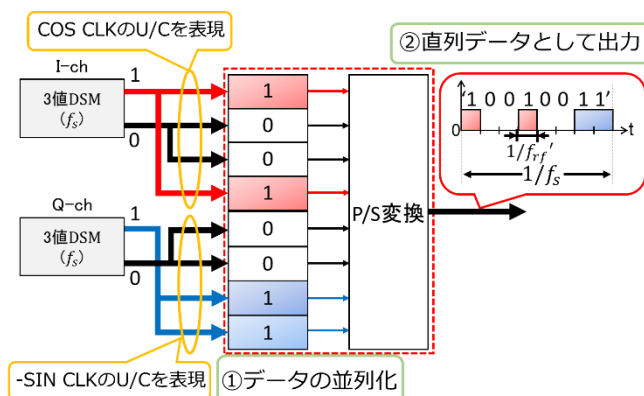 COS CLKのU/Cを表現
②直列データとして出力
I-ch
3値DSM
(fs)
1
0
1
0
0
1
0
0
1
1
P/S変換
'1 0 0 1 0 0 1 1'
0
t
1/frf'
1/fs
Q-ch
3値DSM
(fs)
1
0
-SIN CLKのU/Cを表現
①データの並列化